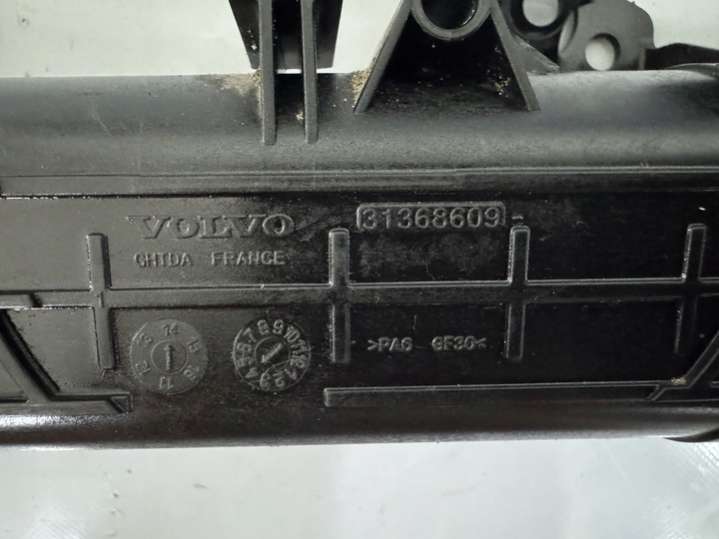 VOLVO
31368609-
GHIDA FRANCE
>PA6 GF30<